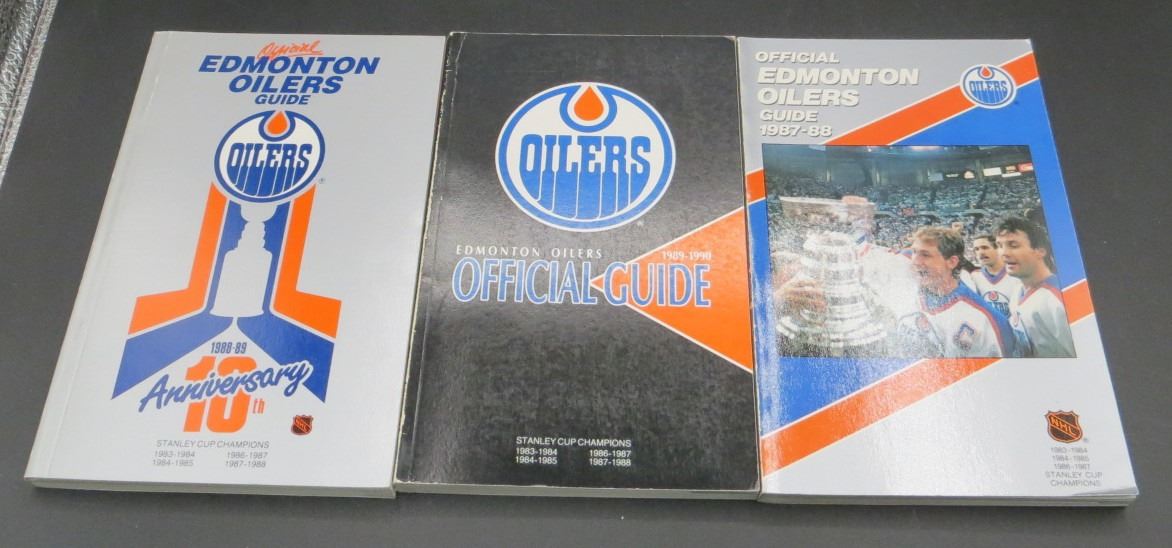 Official
EDMONTON
OILERS
GUIDE
OILERS
1988-89
10th
Anniversary
STANLEY CUP CHAMPIONS
1983-1984 1986-1987
1984-1985 1987-1988
OILERS
EDMONTON OILERS 1989-1990
OFFICIAL GUIDE
STANLEY CUP CHAMPIONS
1983-1984 1986-1987
1984-1985 1987-1988
OFFICIAL
EDMONTON
OILERS
GUIDE
1987-88
OILERS
NHL
1983-1984
1984-1985
1986-1987
STANLEY CUP
CHAMPIONS